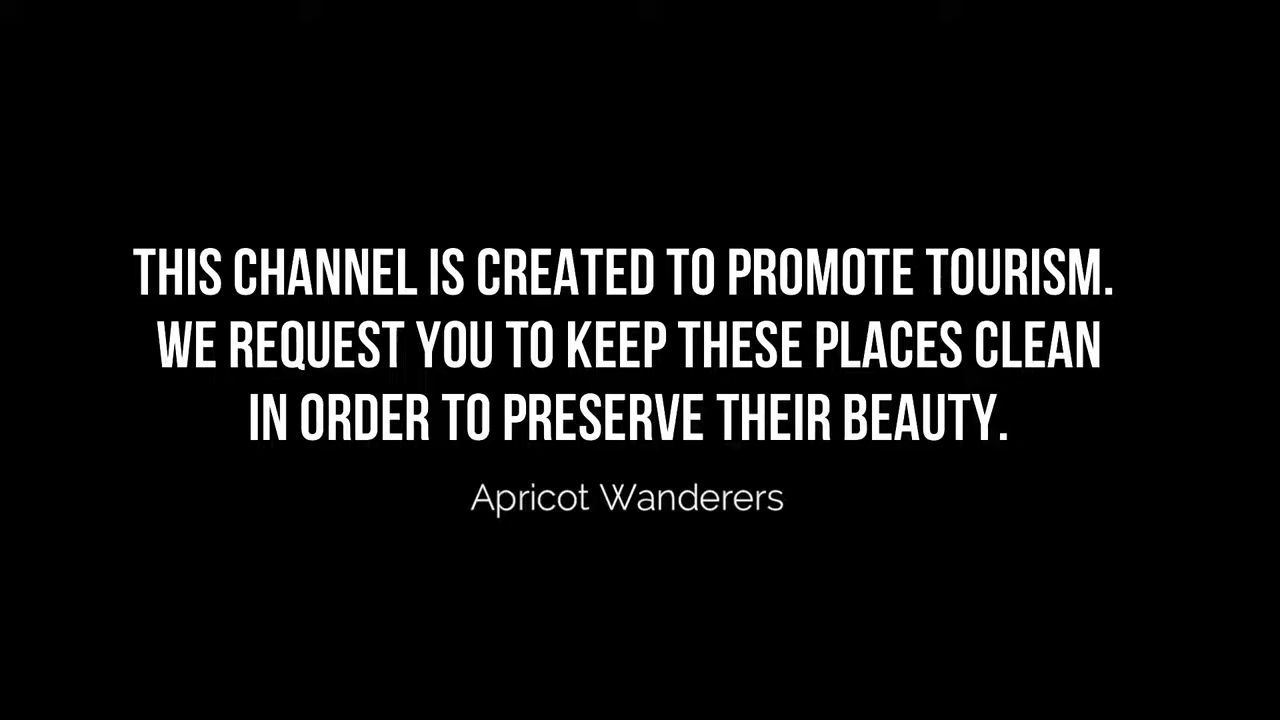 THIS CHANNEL IS CREATED TO PROMOTE TOURISM.
WE REQUEST YOU TO KEEP THESE PLACES CLEAN
IN ORDER TO PRESERVE THEIR BEAUTY.
Apricot Wanderers